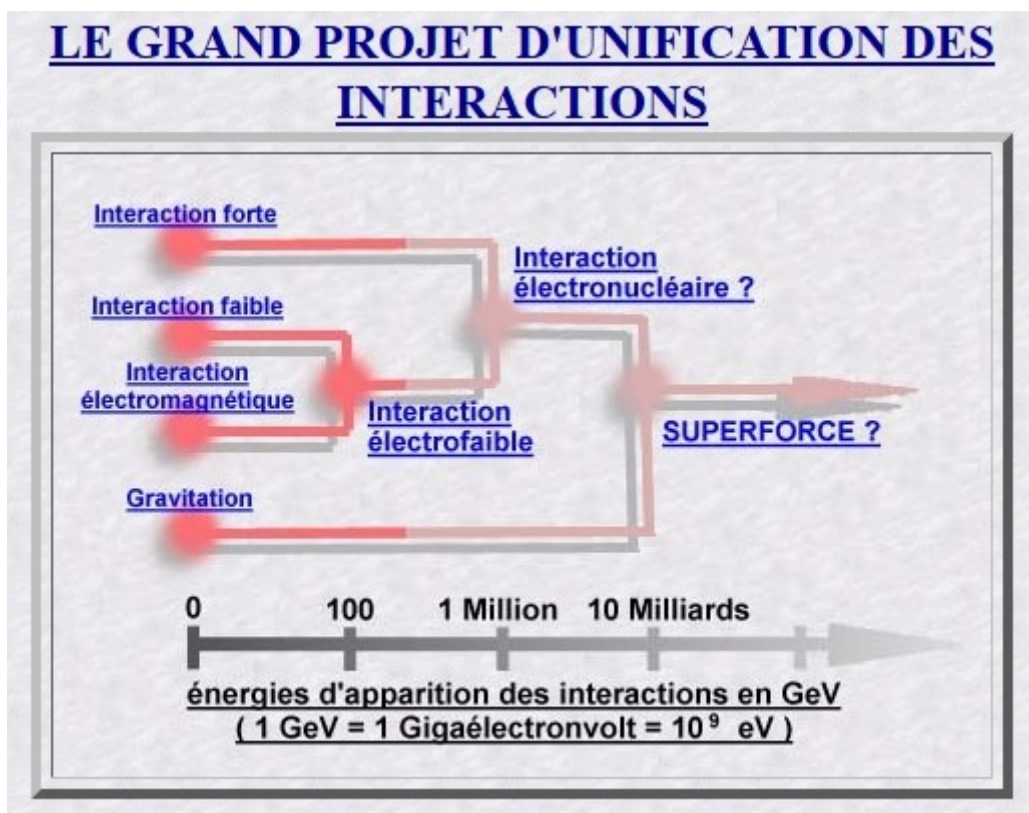 LE GRAND PROJET D'UNIFICATION DES
INTERACTIONS
Interaction forte
Interaction
électronucléaire ?
Interaction faible
Interaction
électromagnétique
Interaction
électrofaible
SUPERFORCE ?
Gravitation
0 100 1 Million 10 Milliards
énergies d'apparition des interactions en GeV
( 1 GeV = 1 Gigaélectronvolt = 10⁹ eV )